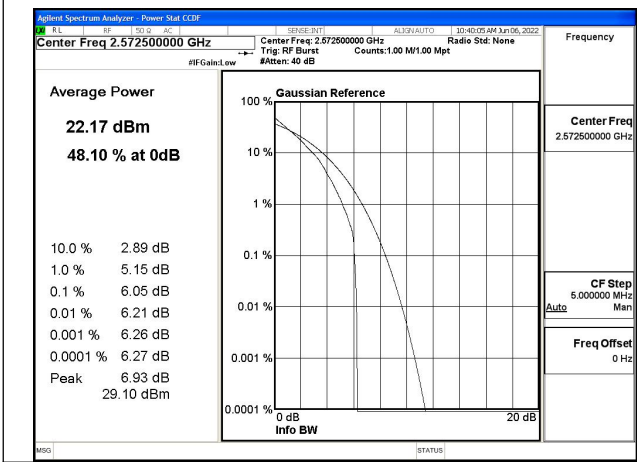 Agilent Spectrum Analyzer - Power Stat CCDF
RL RF 50 Ω AC SENSE:INT ALIGNAUTO 10:40:05 AM Jun 06, 2022
Center Freq 2.572500000 GHz
Center Freq: 2.572500000 GHz Radio Std: None
Trig: RF Burst Counts:1.00 M/1.00 Mpt
#IFGain:Low #Atten: 40 dB
Frequency
Average Power
22.17 dBm
48.10 % at 0dB
10.0 % 2.89 dB
1.0 % 5.15 dB
0.1 % 6.05 dB
0.01 % 6.21 dB
0.001 % 6.26 dB
0.0001 % 6.27 dB
Peak 6.93 dB
29.10 dBm
Gaussian Reference
100 %
10 %
1 %
0.1 %
0.01 %
0.001 %
0.0001 %
0 dB 20 dB
Info BW
Center Freq
2.572500000 GHz
CF Step
5.000000 MHz
Auto Man
Freq Offset
0 Hz
MSG STATUS